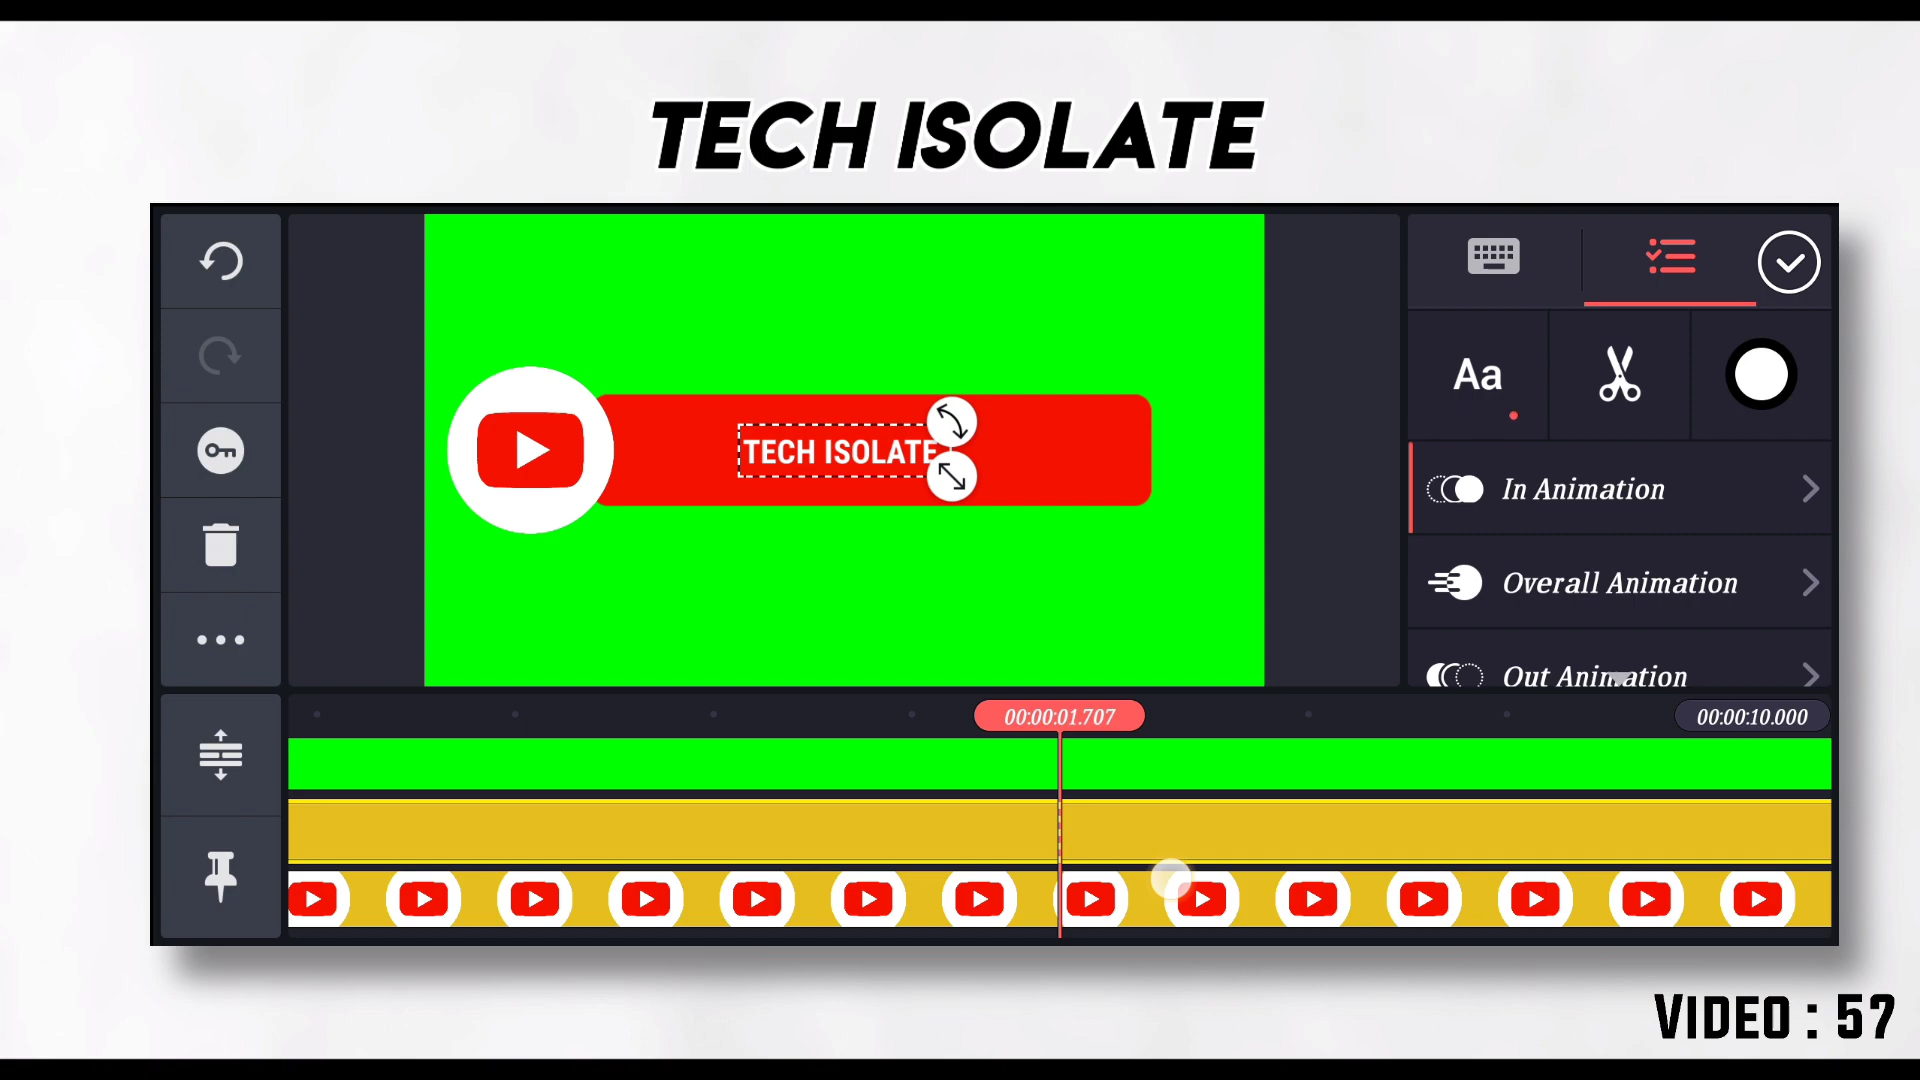 TECH ISOLATE
TECH ISOLATE
Aa
In Animation
Overall Animation
Out Animation
00:00:01.707
00:00:10.000
VIDEO : 57